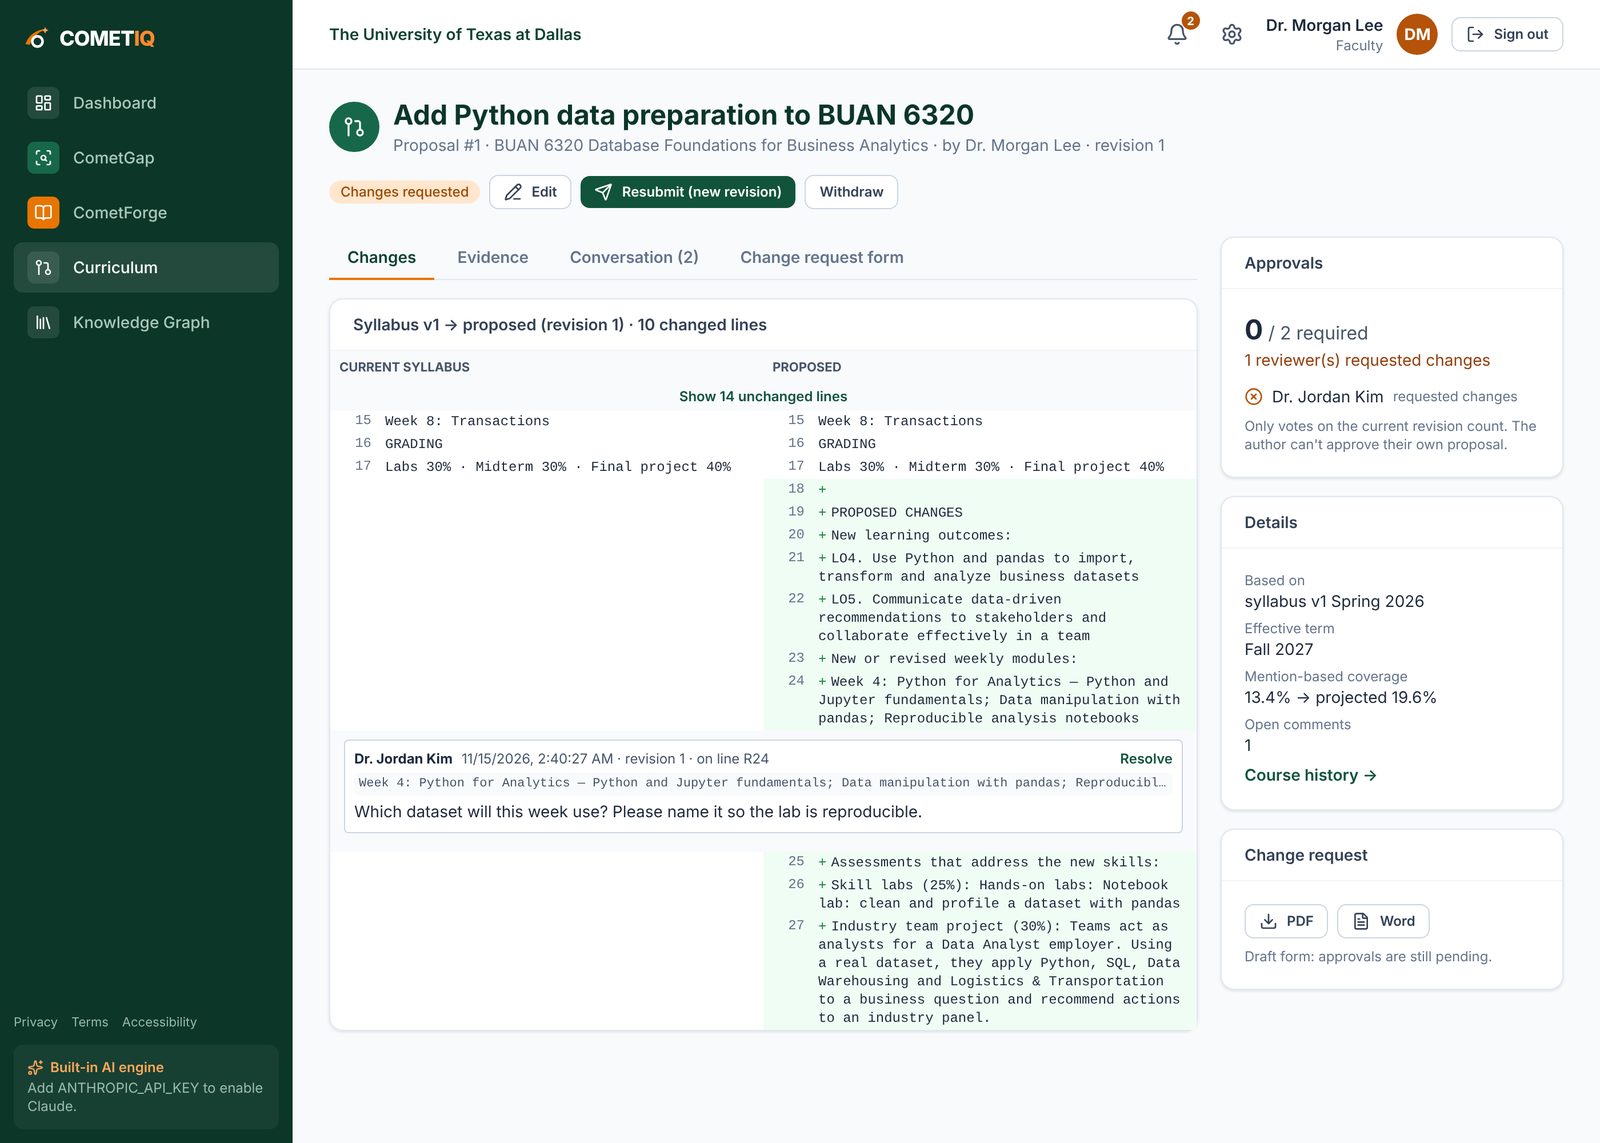 COMETIQ
Dashboard
CometGap
CometForge
Curriculum
Knowledge Graph
Privacy Terms Accessibility
Built-in AI engine
Add ANTHROPIC_API_KEY to enable
Claude.
The University of Texas at Dallas
2
Dr. Morgan Lee
Faculty
DM
Sign out
Add Python data preparation to BUAN 6320
Proposal #1 · BUAN 6320 Database Foundations for Business Analytics · by Dr. Morgan Lee · revision 1
Changes requested
Edit
Resubmit (new revision)
Withdraw
Changes Evidence Conversation (2) Change request form
Syllabus v1 → proposed (revision 1) · 10 changed lines
CURRENT SYLLABUS PROPOSED
Show 14 unchanged lines
15 Week 8: Transactions 15 Week 8: Transactions
16 GRADING 16 GRADING
17 Labs 30% · Midterm 30% · Final project 40% 17 Labs 30% · Midterm 30% · Final project 40%
18 +
19 + PROPOSED CHANGES
20 + New learning outcomes:
21 + LO4. Use Python and pandas to import,
transform and analyze business datasets
22 + LO5. Communicate data-driven
recommendations to stakeholders and
collaborate effectively in a team
23 + New or revised weekly modules:
24 + Week 4: Python for Analytics — Python and
Jupyter fundamentals; Data manipulation with
pandas; Reproducible analysis notebooks
Dr. Jordan Kim 11/15/2026, 2:40:27 AM · revision 1 · on line R24 Resolve
Week 4: Python for Analytics — Python and Jupyter fundamentals; Data manipulation with pandas; Reproducibl…
Which dataset will this week use? Please name it so the lab is reproducible.
25 + Assessments that address the new skills:
26 + Skill labs (25%): Hands-on labs: Notebook
lab: clean and profile a dataset with pandas
27 + Industry team project (30%): Teams act as
analysts for a Data Analyst employer. Using
a real dataset, they apply Python, SQL, Data
Warehousing and Logistics & Transportation
to a business question and recommend actions
to an industry panel.
Approvals
0 / 2 required
1 reviewer(s) requested changes
Dr. Jordan Kim requested changes
Only votes on the current revision count. The
author can't approve their own proposal.
Details
Based on
syllabus v1 Spring 2026
Effective term
Fall 2027
Mention-based coverage
13.4% → projected 19.6%
Open comments
1
Course history →
Change request
PDF
Word
Draft form: approvals are still pending.